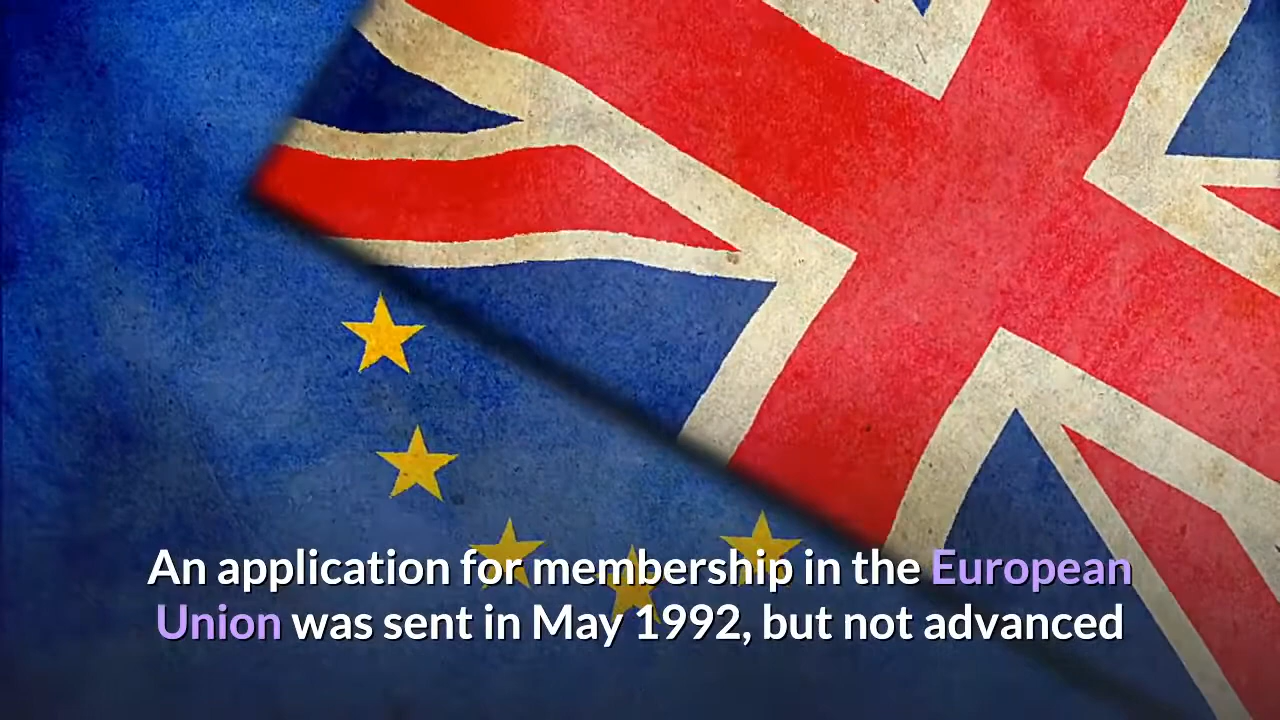 An application for membership in the European
Union was sent in May 1992, but not advanced